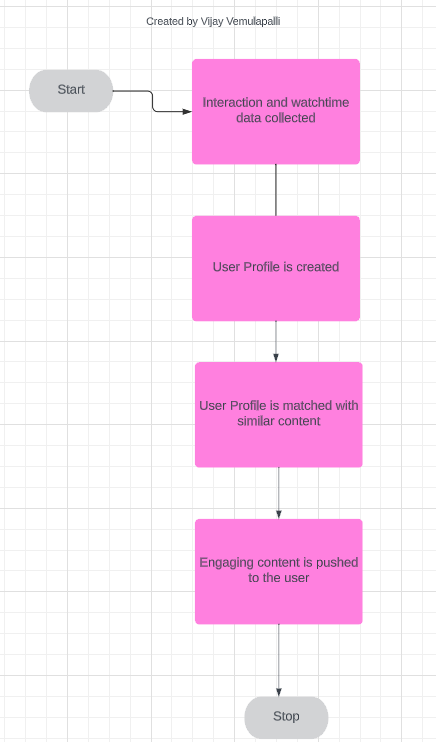 Created by Vijay Vemulapalli
Start
Interaction and watchtime
data collected
User Profile is created
User Profile is matched with
similar content
Engaging content is pushed
to the user
Stop